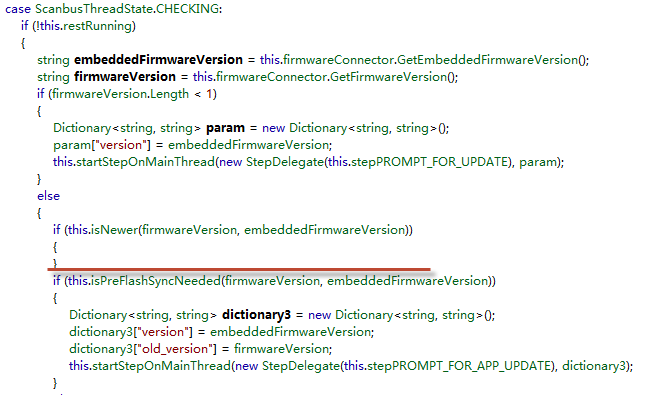 case ScanbusThreadState.CHECKING:
if (!this.restRunning)
{
string embeddedFirmwareVersion = this.firmwareConnector.GetEmbeddedFirmwareVersion();
string firmwareVersion = this.firmwareConnector.GetFirmwareVersion();
if (firmwareVersion.Length < 1)
{
Dictionary<string, string> param = new Dictionary<string, string>();
param["version"] = embeddedFirmwareVersion;
this.startStepOnMainThread(new StepDelegate(this.stepPROMPT_FOR_UPDATE), param);
}
else
{
if (this.isNewer(firmwareVersion, embeddedFirmwareVersion))
{
}
if (this.isPreFlashSyncNeeded(firmwareVersion, embeddedFirmwareVersion))
{
Dictionary<string, string> dictionary3 = new Dictionary<string, string>();
dictionary3["version"] = embeddedFirmwareVersion;
dictionary3["old_version"] = firmwareVersion;
this.startStepOnMainThread(new StepDelegate(this.stepPROMPT_FOR_APP_UPDATE), dictionary3);
}